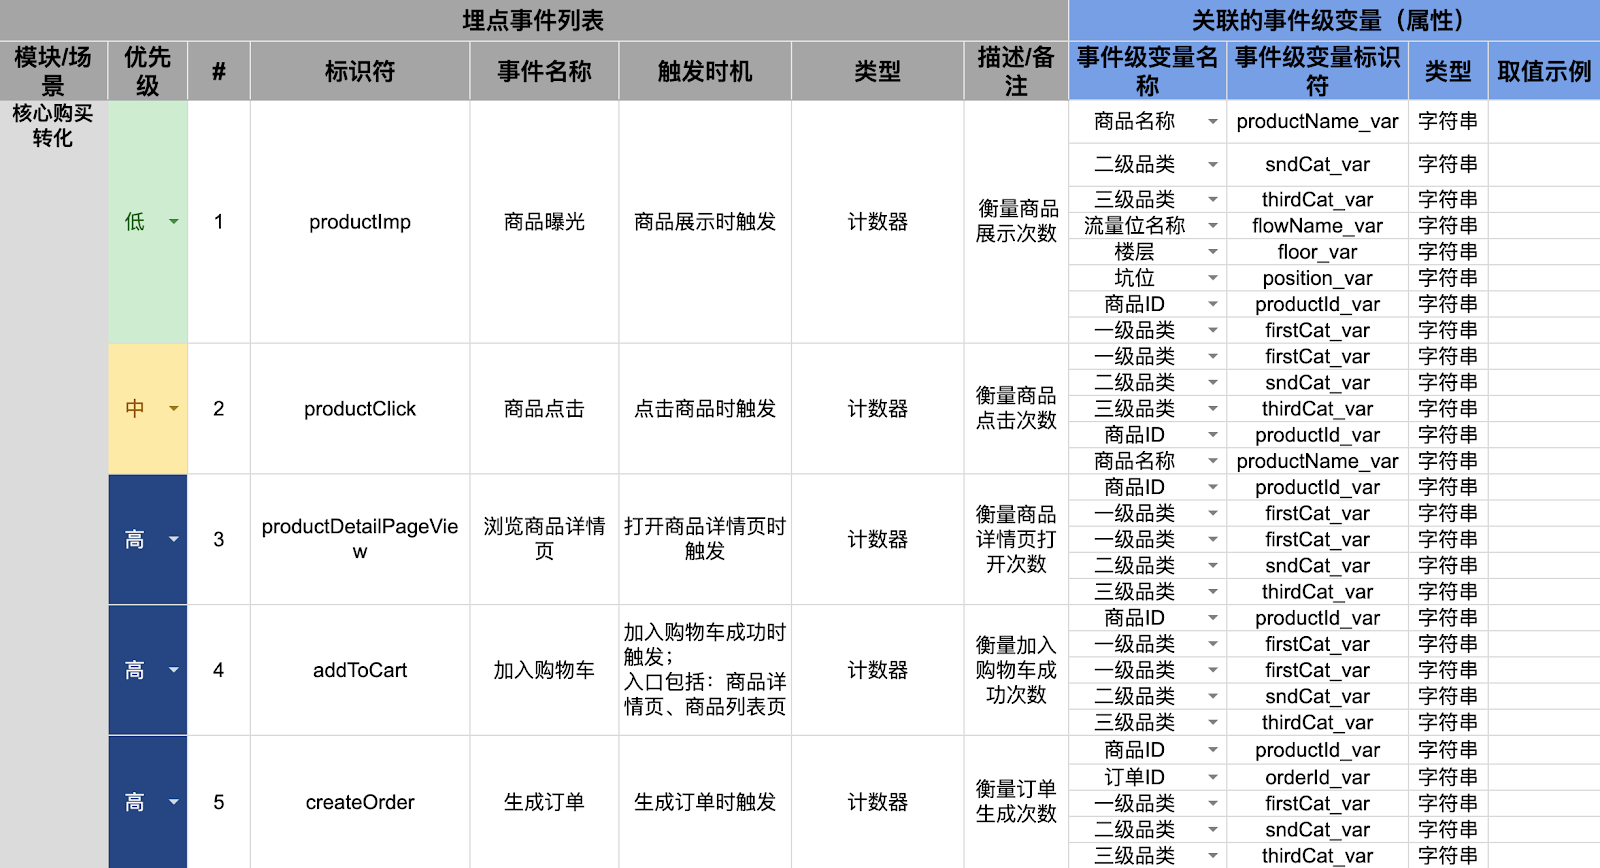 埋点事件列表
关联的事件级变量（属性）
模块/场
景
优先
级
#
标识符
事件名称
触发时机
类型
描述/备
注
事件级变量名
称
事件级变量标识
符
类型
取值示例
核心购买
转化
低
1
productImp
商品曝光
商品展示时触发
计数器
衡量商品
展示次数
商品名称
productName_var
字符串
二级品类
sndCat_var
字符串
三级品类
thirdCat_var
字符串
流量位名称
flowName_var
字符串
楼层
floor_var
字符串
坑位
position_var
字符串
商品ID
productId_var
字符串
一级品类
firstCat_var
字符串
中
2
productClick
商品点击
点击商品时触发
计数器
衡量商品
点击次数
一级品类
firstCat_var
字符串
二级品类
sndCat_var
字符串
三级品类
thirdCat_var
字符串
商品ID
productId_var
字符串
商品名称
productName_var
字符串
高
3
productDetailPageVie
w
浏览商品详情
页
打开商品详情页时
触发
计数器
衡量商品
详情页打
开次数
商品ID
productId_var
字符串
一级品类
firstCat_var
字符串
一级品类
firstCat_var
字符串
二级品类
sndCat_var
字符串
三级品类
thirdCat_var
字符串
高
4
addToCart
加入购物车
加入购物车成功时
触发；
入口包括：商品详
情页、商品列表页
计数器
衡量加入
购物车成
功次数
商品ID
productId_var
字符串
一级品类
firstCat_var
字符串
一级品类
firstCat_var
字符串
二级品类
sndCat_var
字符串
三级品类
thirdCat_var
字符串
高
5
createOrder
生成订单
生成订单时触发
计数器
衡量订单
生成次数
商品ID
productId_var
字符串
订单ID
orderId_var
字符串
一级品类
firstCat_var
字符串
二级品类
sndCat_var
字符串
三级品类
thirdCat_var
字符串